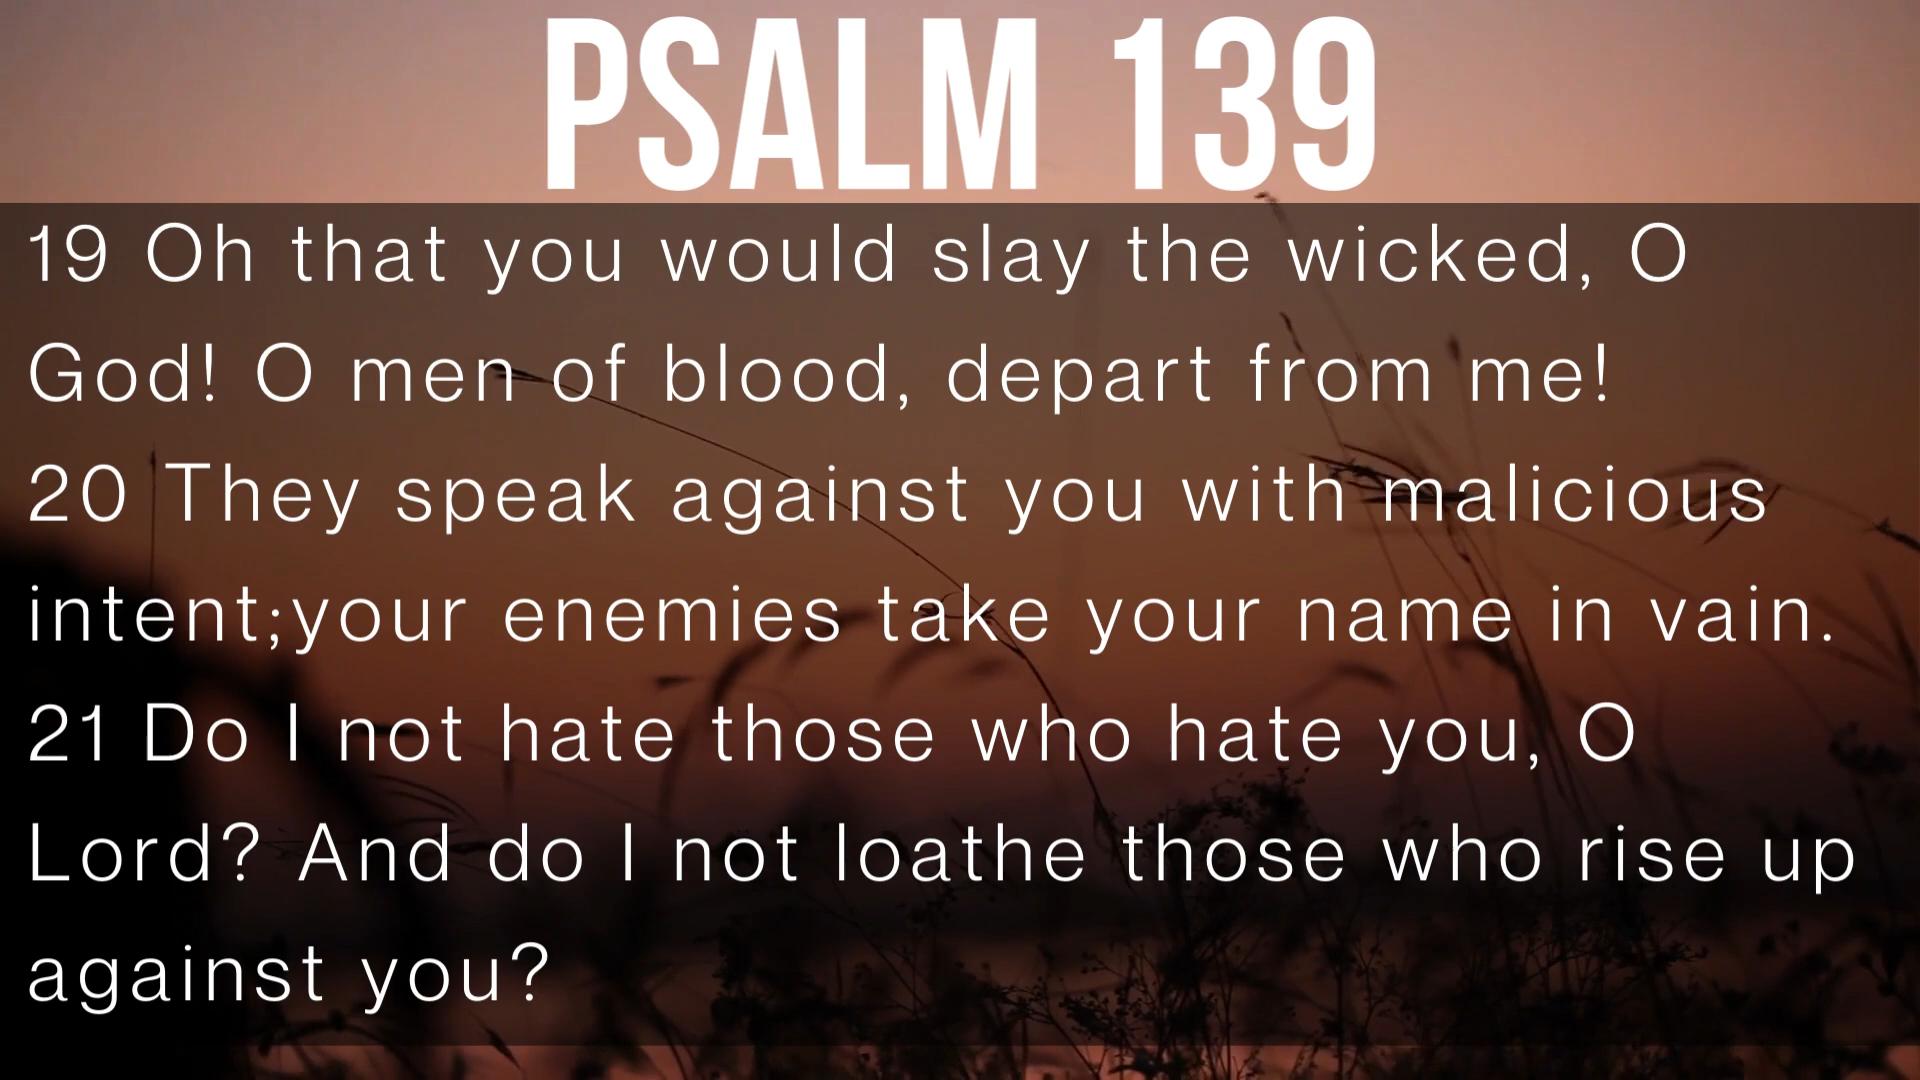 PSALM 139
19 Oh that you would slay the wicked, O
God! O men of blood, depart from me!
20 They speak against you with malicious
intent;your enemies take your name in vain.
21 Do I not hate those who hate you, O
Lord? And do I not loathe those who rise up
against you?